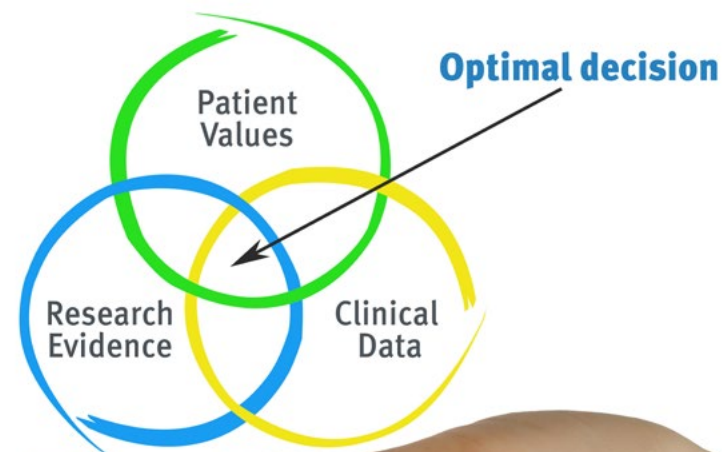 Optimal decision
Patient
Values
Research
Evidence
Clinical
Data